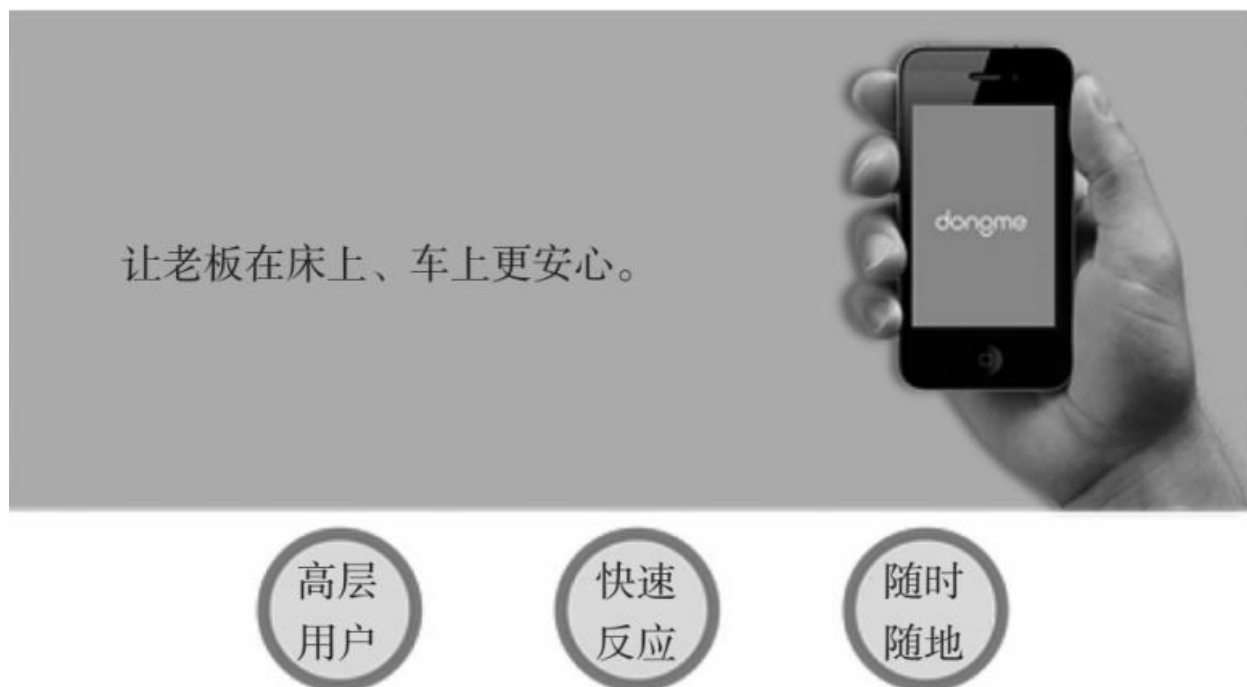 dongme
让老板在床上、车上更安心。
高层
用户
快速
反应
随时
随地